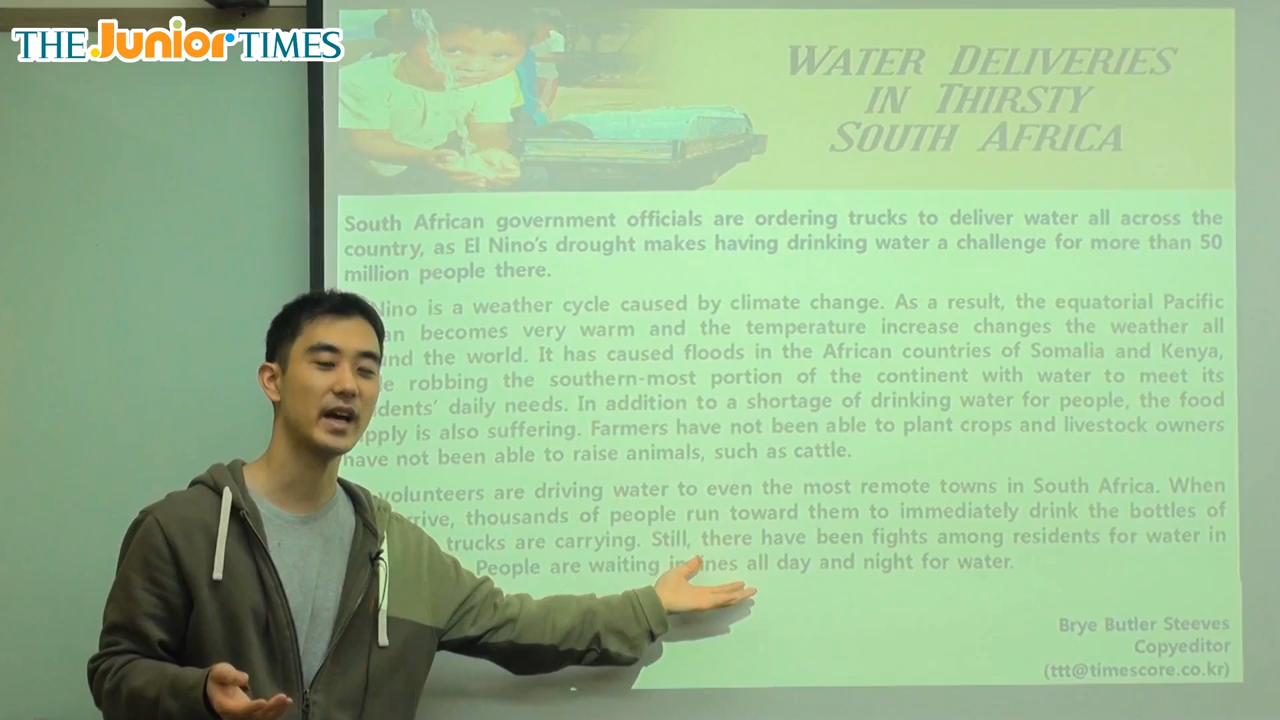 THE Junior TIMES
WATER DELIVERIES
IN THIRSTY
SOUTH AFRICA
South African government officials are ordering trucks to deliver water all across the
country, as El Nino's drought makes having drinking water a challenge for more than 50
million people there.
Nino is a weather cycle caused by climate change. As a result, the equatorial Pacific
becomes very warm and the temperature increase changes the weather all
the world. It has caused floods in the African countries of Somalia and Kenya,
robbing the southern-most portion of the continent with water to meet its
daily needs. In addition to a shortage of drinking water for people, the food
is also suffering. Farmers have not been able to plant crops and livestock owners
have not been able to raise animals, such as cattle.
volunteers are driving water to even the most remote towns in South Africa. When
thousands of people run toward them to immediately drink the bottles of
trucks are carrying. Still, there have been fights among residents for water in
People are waiting in lines all day and night for water.
Brye Butler Steeves
Copyeditor
(ttt@timescore.co.kr)